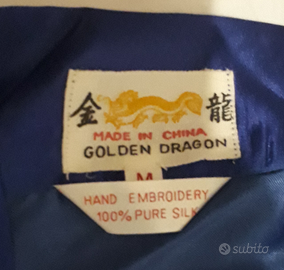 金 龍
MADE IN CHINA
GOLDEN DRAGON
M
HAND EMBROIDERY
100% PURE SILK
subito